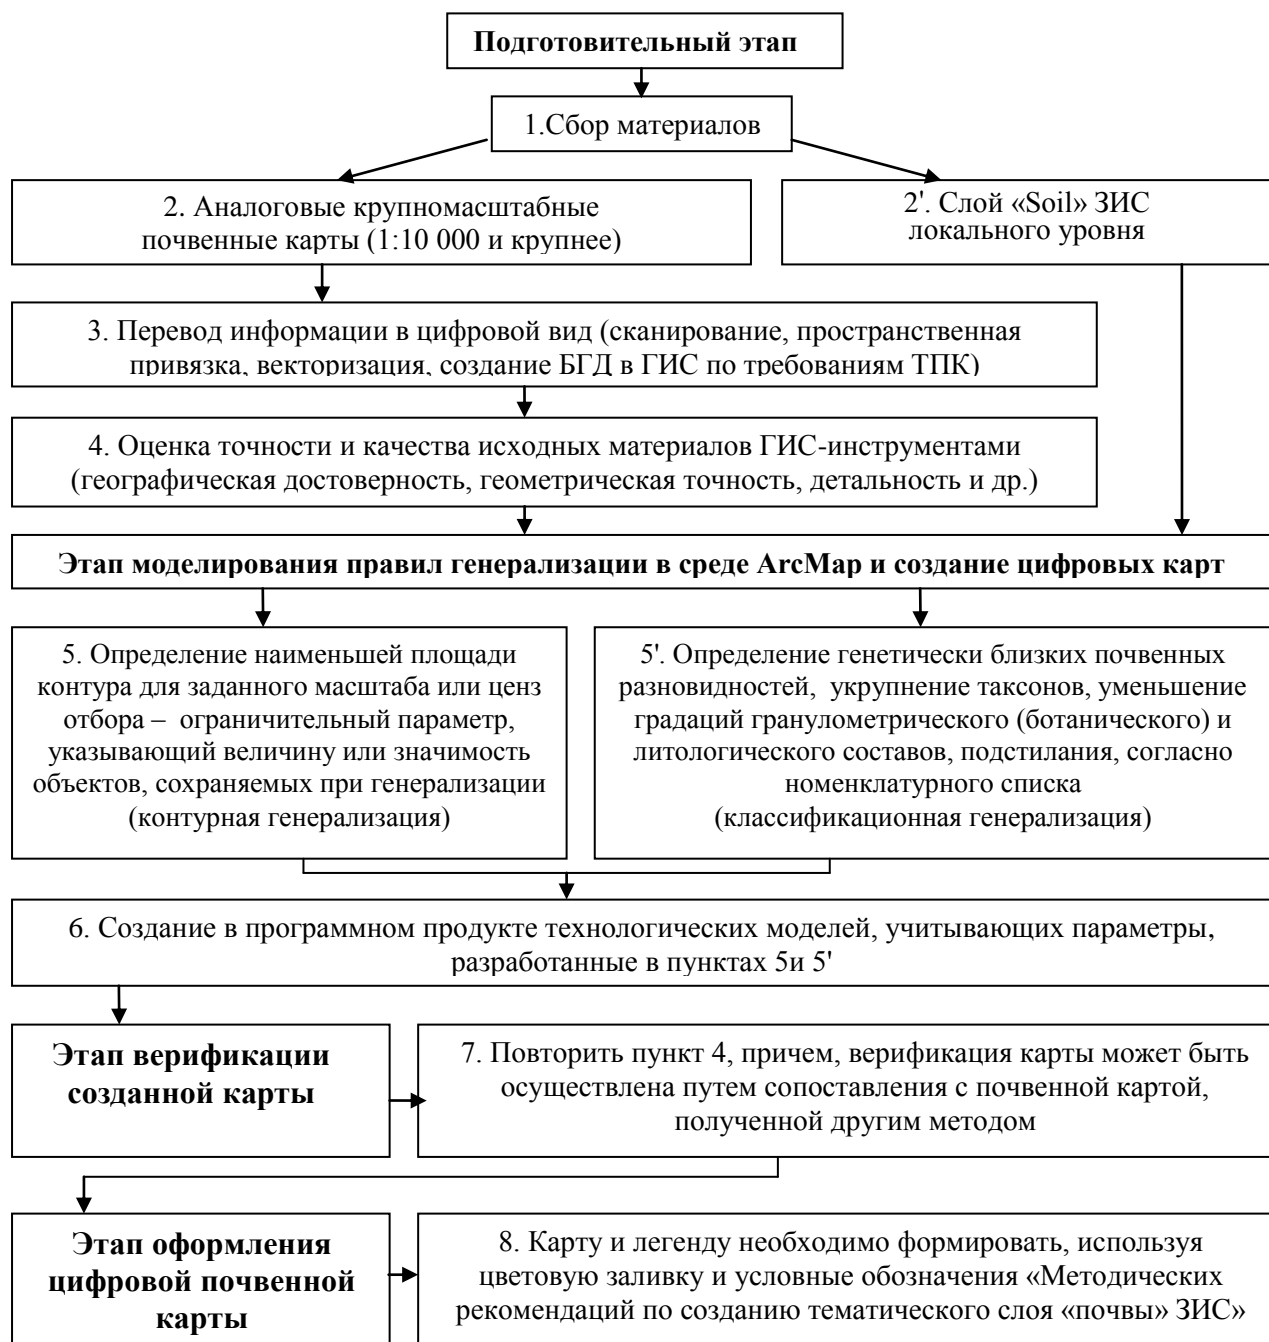 Подготовительный этап
1.Сбор материалов
2. Аналоговые крупномасштабные
почвенные карты (1:10 000 и крупнее)
2'. Слой «Soil» ЗИС
локального уровня
3. Перевод информации в цифровой вид (сканирование, пространственная
привязка, векторизация, создание БГД в ГИС по требованиям ТПК)
4. Оценка точности и качества исходных материалов ГИС-инструментами
(географическая достоверность, геометрическая точность, детальность и др.)
Этап моделирования правил генерализации в среде ArcMap и создание цифровых карт
5. Определение наименьшей площади
контура для заданного масштаба или ценз
отбора – ограничительный параметр,
указывающий величину или значимость
объектов, сохраняемых при генерализации
(контурная генерализация)
5'. Определение генетически близких почвенных
разновидностей, укрупнение таксонов, уменьшение
градаций гранулометрического (ботанического) и
литологического составов, подстилания, согласно
номенклатурного списка
(классификационная генерализация)
6. Создание в программном продукте технологических моделей, учитывающих параметры,
разработанные в пунктах 5и 5'
Этап верификации
созданной карты
7. Повторить пункт 4, причем, верификация карты может быть
осуществлена путем сопоставления с почвенной картой,
полученной другим методом
Этап оформления
цифровой почвенной
карты
8. Карту и легенду необходимо формировать, используя
цветовую заливку и условные обозначения «Методических
рекомендаций по созданию тематического слоя «почвы» ЗИС»